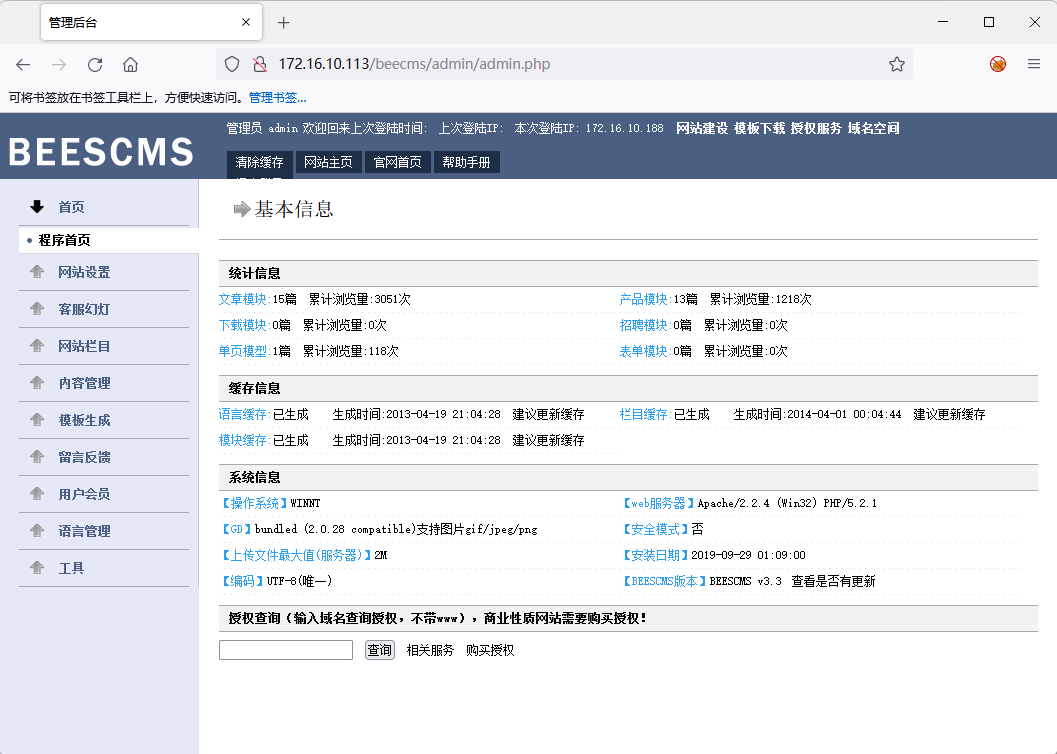 管理后台
172.16.10.113/beecms/admin/admin.php
可将书签放在书签工具栏上，方便快速访问。管理书签...
管理员 admin 欢迎回来上次登陆时间: 上次登陆IP: 本次登陆IP: 172.16.10.188 网站建设 模板下载 授权服务 域名空间
BEESCMS
清除缓存 网站主页 官网首页 帮助手册
首页
程序首页
网站设置
客服幻灯
网站栏目
内容管理
模板生成
留言反馈
用户会员
语言管理
工具
基本信息
统计信息
文章模块:15篇 累计浏览量:3051次 产品模块:13篇 累计浏览量:1218次
下载模块:0篇 累计浏览量:0次 招聘模块:0篇 累计浏览量:0次
单页模型:1篇 累计浏览量:118次 表单模块:0篇 累计浏览量:0次
缓存信息
语言缓存:已生成 生成时间:2013-04-19 21:04:28 建议更新缓存 栏目缓存:已生成 生成时间:2014-04-01 00:04:44 建议更新缓存
模块缓存:已生成 生成时间:2013-04-19 21:04:28 建议更新缓存
系统信息
【操作系统】WINNT 【web服务器】Apache/2.2.4 (Win32) PHP/5.2.1
【GD】bundled (2.0.28 compatible)支持图片gif/jpeg/png 【安全模式】否
【上传文件最大值(服务器)】2M 【安装日期】2019-09-29 01:09:00
【编码】UTF-8(唯一) 【BEESCMS版本】BEESCMS v3.3 查看是否有更新
授权查询（输入域名查询授权，不带www），商业性质网站需要购买授权！
查询 相关服务 购买授权